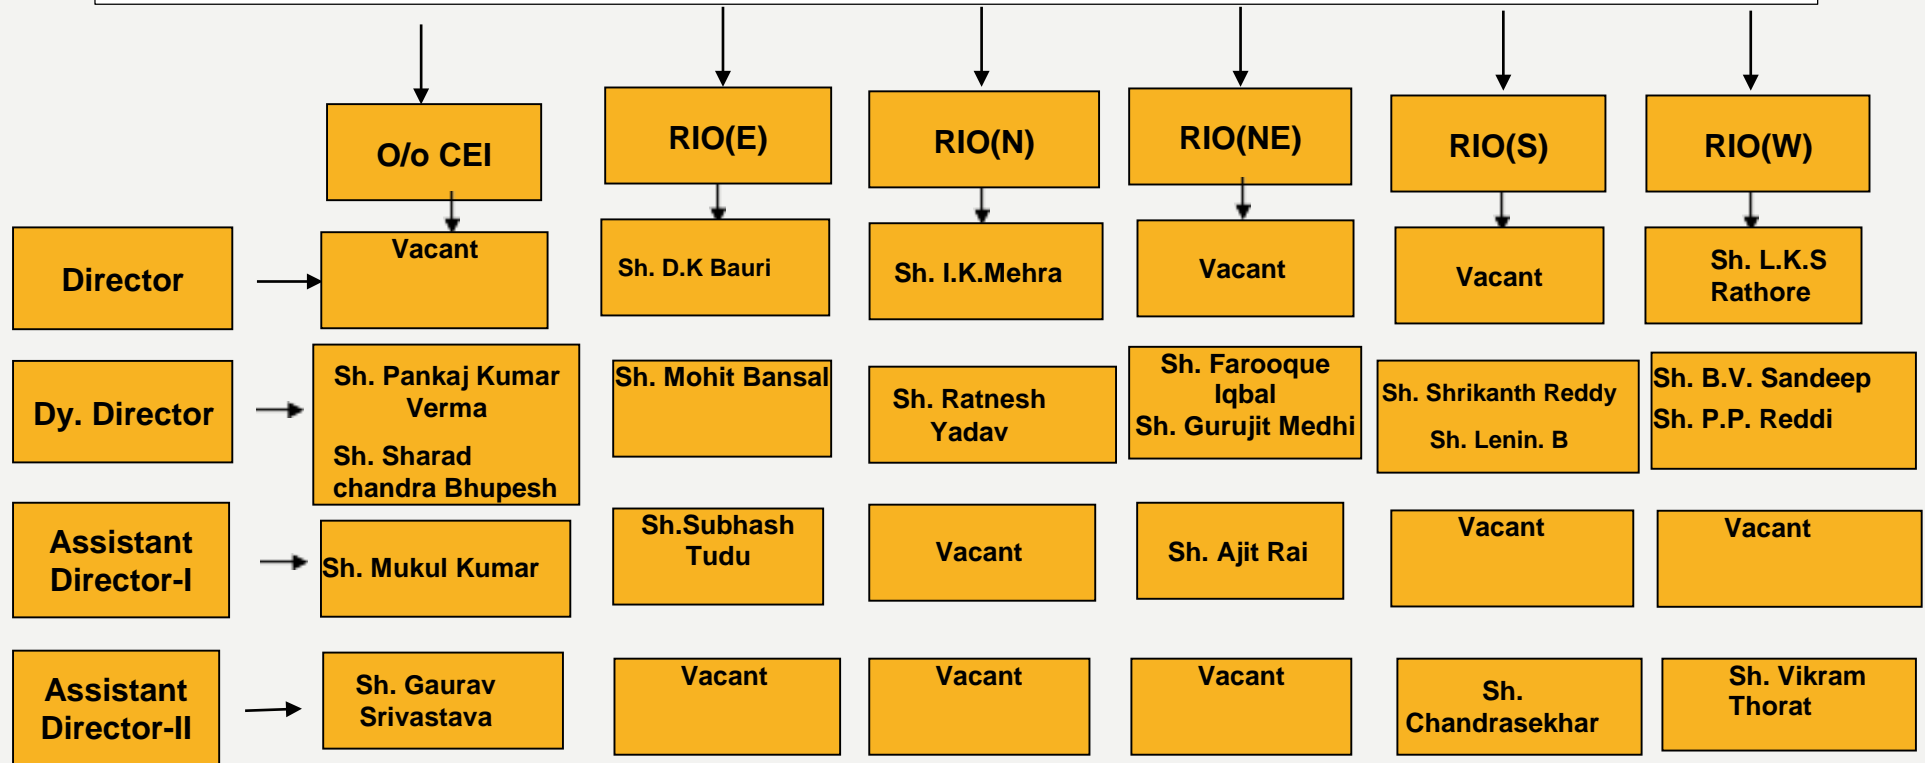 O/o CEI
RIO(E)
RIO(N)
RIO(NE)
RIO(S)
RIO(W)
Director
Vacant
Sh. D.K Bauri
Sh. I.K.Mehra
Vacant
Vacant
Sh. L.K.S
Rathore
Dy. Director
Sh. Pankaj Kumar
Verma
Sh. Sharad
chandra Bhupesh
Sh. Mohit Bansal
Sh. Ratnesh
Yadav
Sh. Farooque
Iqbal
Sh. Gurujit Medhi
Sh. Shrikanth Reddy
Sh. Lenin. B
Sh. B.V. Sandeep
Sh. P.P. Reddi
Assistant
Director-I
Sh. Mukul Kumar
Sh.Subhash
Tudu
Vacant
Sh. Ajit Rai
Vacant
Vacant
Assistant
Director-II
Sh. Gaurav
Srivastava
Vacant
Vacant
Vacant
Sh.
Chandrasekhar
Sh. Vikram
Thorat